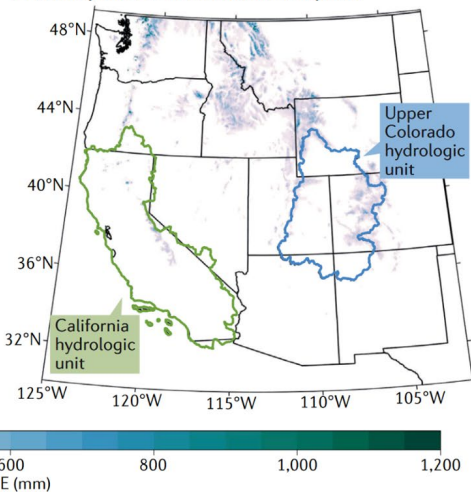 48°N
44°N
40°N
36°N
32°N
Upper
Colorado
hydrologic
unit
California
hydrologic
unit
125°W 120°W 115°W 110°W 105°W
600 800 1,000 1,200
E (mm)